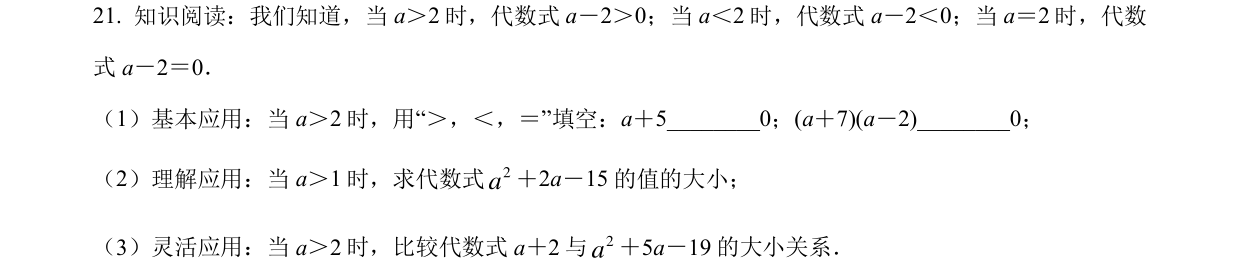 21. 知识阅读：我们知道，当 a＞2 时，代数式 a－2＞0；当 a＜2 时，代数式 a－2＜0；当 a＝2 时，代数
式 a－2＝0．
（1）基本应用：当 a＞2 时，用“＞，＜，＝”填空：a＋5________0；(a＋7)(a－2)________0；
（2）理解应用：当 a＞1 时，求代数式 a²＋2a－15 的值的大小；
（3）灵活应用：当 a＞2 时，比较代数式 a＋2 与 a²＋5a－19 的大小关系．